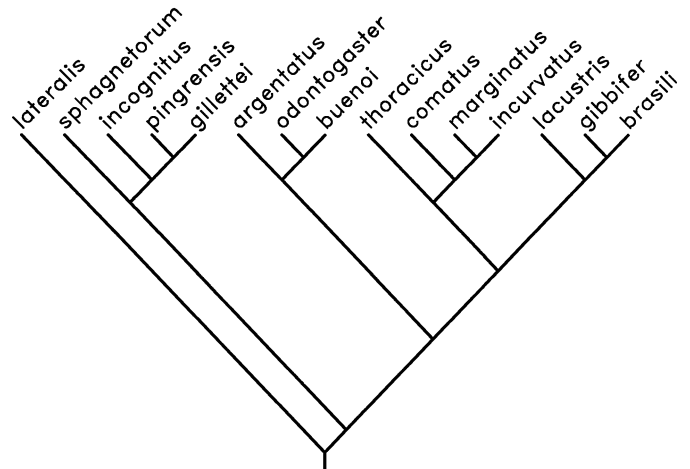 lateralis
sphagnetorum
incognitus
pingrensis
gillettei
argentatus
odontogaster
buenoi
thoracicus
comatus
marginatus
incurvatus
lacustris
gibbifer
brasili